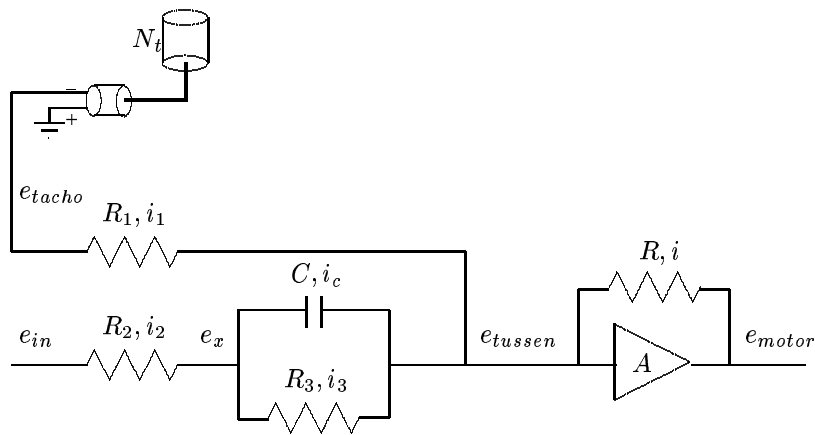 N_t
−
+
e_tacho
R_1, i_1
C, i_c
R, i
e_in
R_2, i_2
e_x
e_tussen
e_motor
R_3, i_3
A